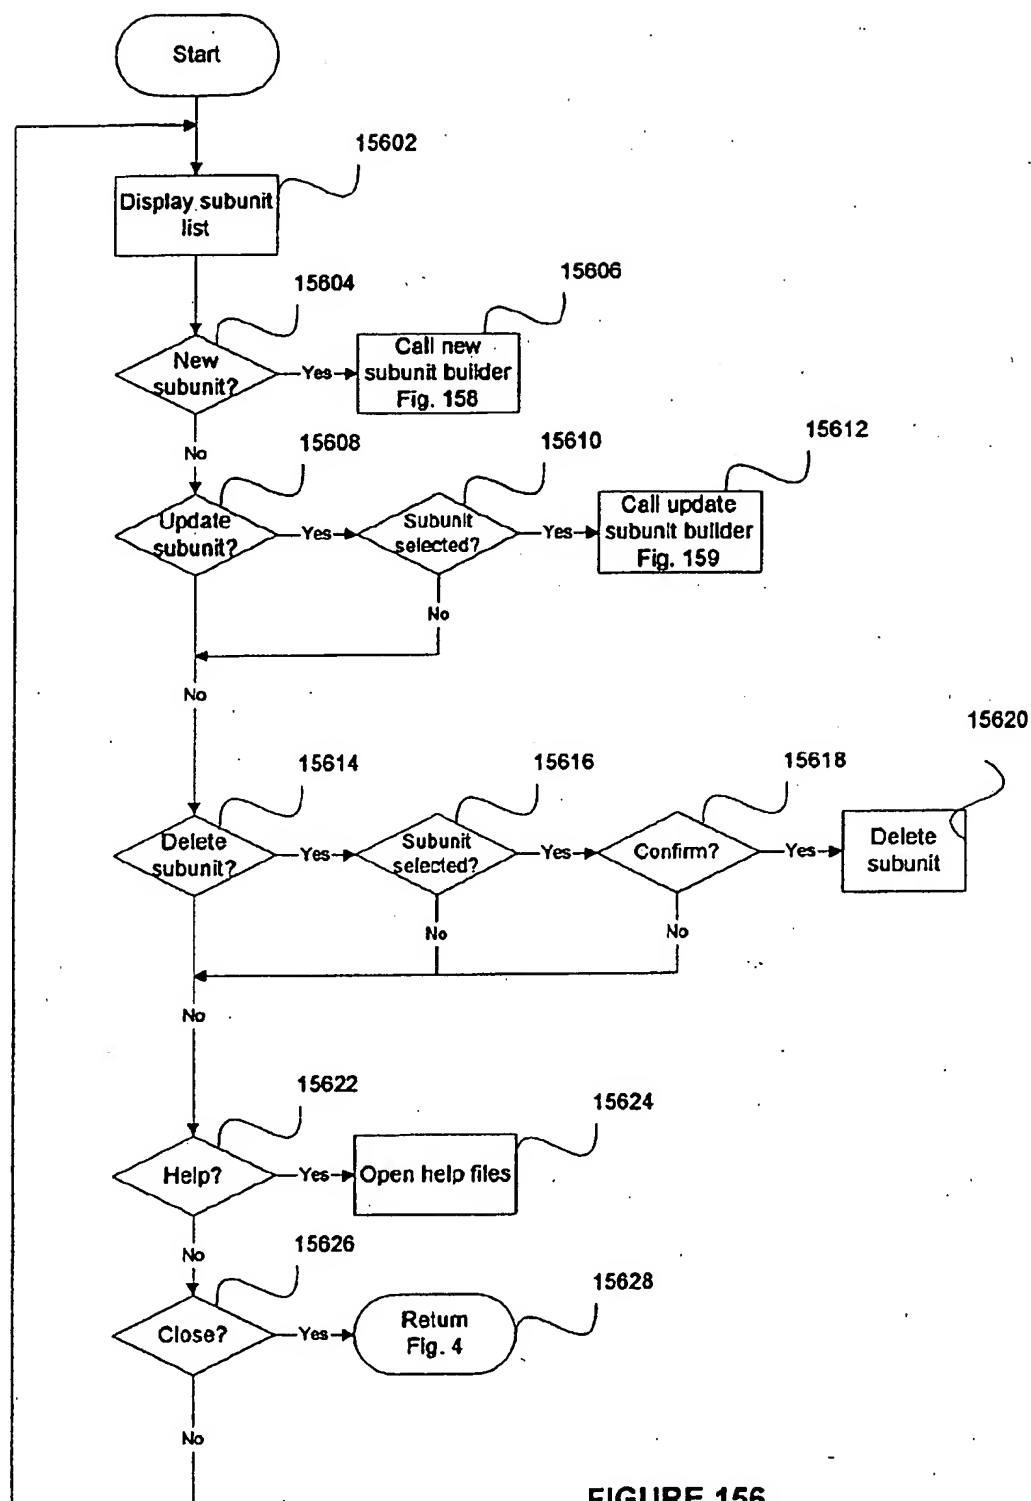 Start
15602
Display subunit
list
15604
15606
New
subunit?
Yes
Call new
subunit builder
Fig. 158
No
15608
15610
15612
Update
subunit?
Yes
Subunit
selected?
Yes
Call update
subunit builder
Fig. 159
No
No
15614
15616
15618
15620
Delete
subunit?
Yes
Subunit
selected?
Yes
Confirm?
Yes
Delete
subunit
No
No
No
15622
15624
Help?
Yes
Open help files
No
15626
15628
Close?
Yes
Return
Fig. 4
No
FIGURE 156